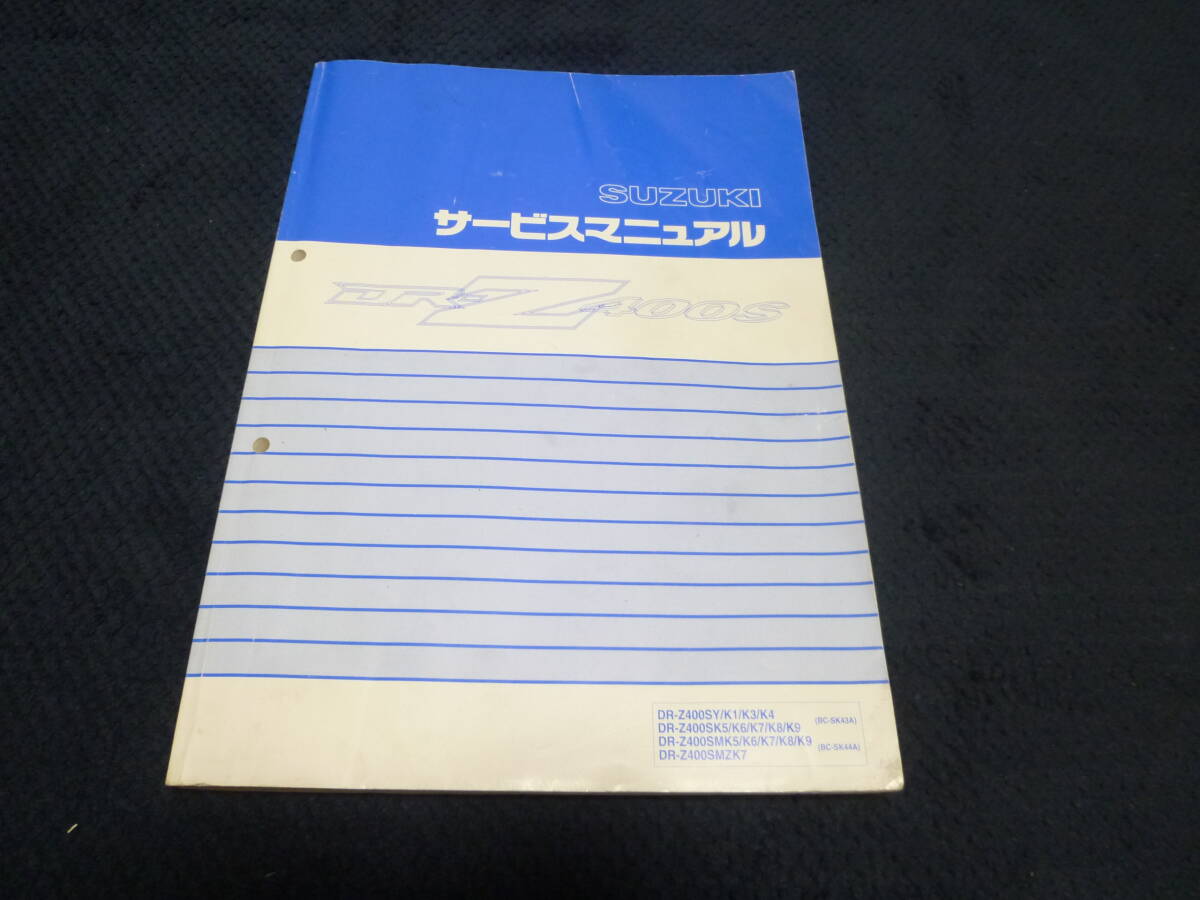 SUZUKI
サービスマニュアル
DR-Z400S
DR-Z400SY/K1/K3/K4
DR-Z400SK5/K6/K7/K8/K9 (BC-SK43A)
DR-Z400SMK5/K6/K7/K8/K9 (BC-SK44A)
DR-Z400SMZK7